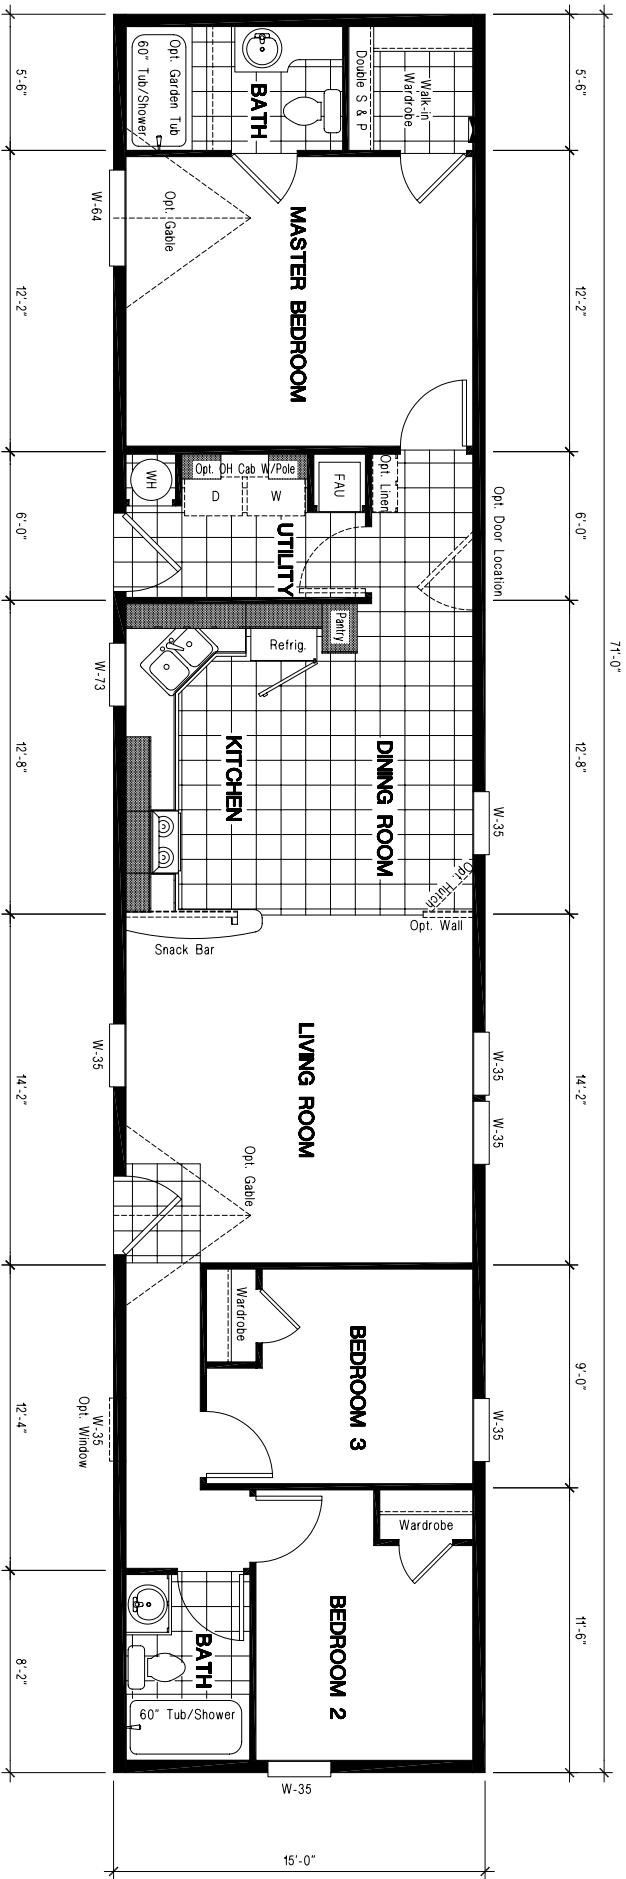 5'-6"
Opt. Garden Tub
60" Tub/Shower
BATH
Double S & P
Walk-in
Wardrobe
5'-6"
W-64
Opt. Gable
12'-2"
MASTER BEDROOM
12'-2"
WH
Opt. OH Cab W/Pole
D
W
FAU
Opt. Linen
Opt. Door Location
6'-0"
UTILITY
6'-0"
Pantry
Refrig.
71'-0"
W-73
12'-8"
KITCHEN
DINING ROOM
12'-8"
W-35
Opt. Hutch
Opt. Wall
Snack Bar
W-35
LIVING ROOM
W-35
14'-2"
14'-2"
W-35
Opt. Gable
Wardrobe
BEDROOM 3
9'-0"
W-35
Opt. Window
12'-4"
W-35
Wardrobe
BEDROOM 2
11'-6"
BATH
8'-2"
60" Tub/Shower
W-35
15'-0"